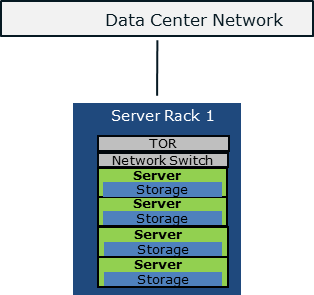 Data Center Network
Server Rack 1
TOR
Network Switch
Server
Storage
Server
Storage
Server
Storage
Server
Storage